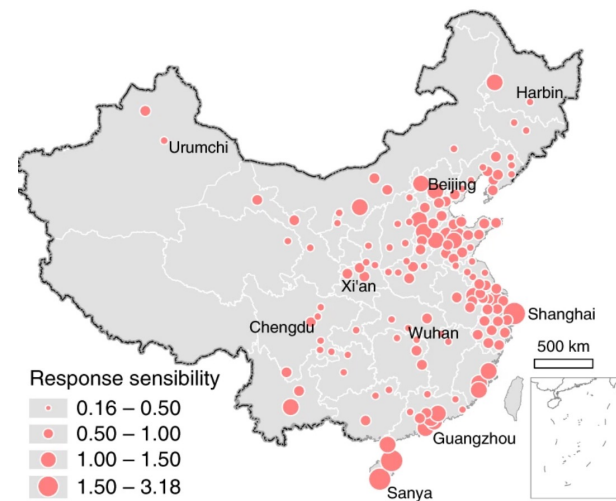 Harbin
Urumchi
Beijing
Xi'an
Chengdu
Wuhan
Shanghai
500 km
Response sensibility
0.16 – 0.50
0.50 – 1.00
1.00 – 1.50
1.50 – 3.18
Guangzhou
Sanya